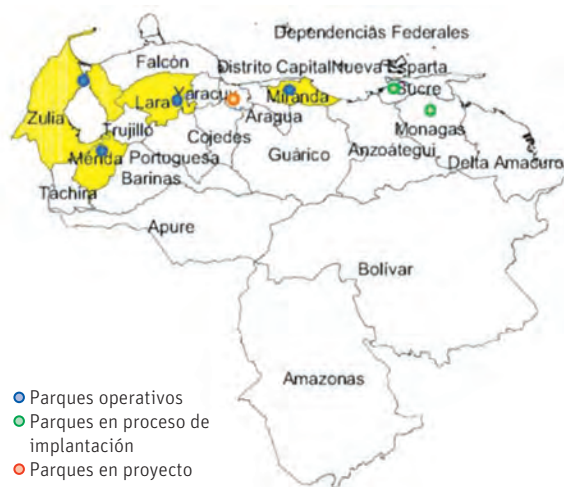 Dependencias Federales
Falcón
Distrito Capital
Nueva Esparta
Zulia
Lara
Yaracu
Miranda
Sucre
Trujillo
Cojedes
Aragua
Monagas
Mérida
Portuguesa
Guárico
Anzoátegui
Delta Amacuro
Táchira
Barinas
Apure
Bolívar
Amazonas
Parques operativos
Parques en proceso de
implantación
Parques en proyecto